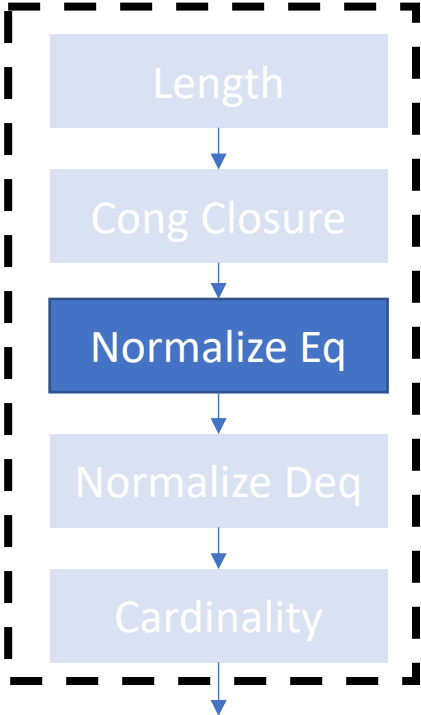 Length
Cong Closure
Normalize Eq
Normalize Deq
Cardinality